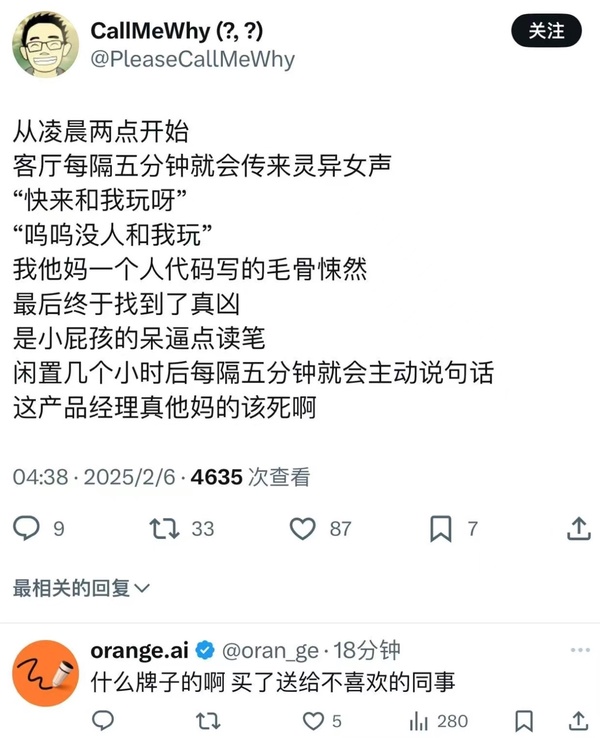 CallMeWhy (?, ?)
关注
@PleaseCallMeWhy
从凌晨两点开始
客厅每隔五分钟就会传来灵异女声
“快来和我玩呀”
“呜呜没人和我玩”
我他妈一个人代码写的毛骨悚然
最后终于找到了真凶
是小屁孩的呆逼点读笔
闲置几个小时后每隔五分钟就会主动说句话
这产品经理真他妈的该死啊
04:38 · 2025/2/6 · 4635 次查看
9 33 87 7
最相关的回复
orange.ai @oran_ge · 18分钟
什么牌子的啊 买了送给不喜欢的同事
5 280